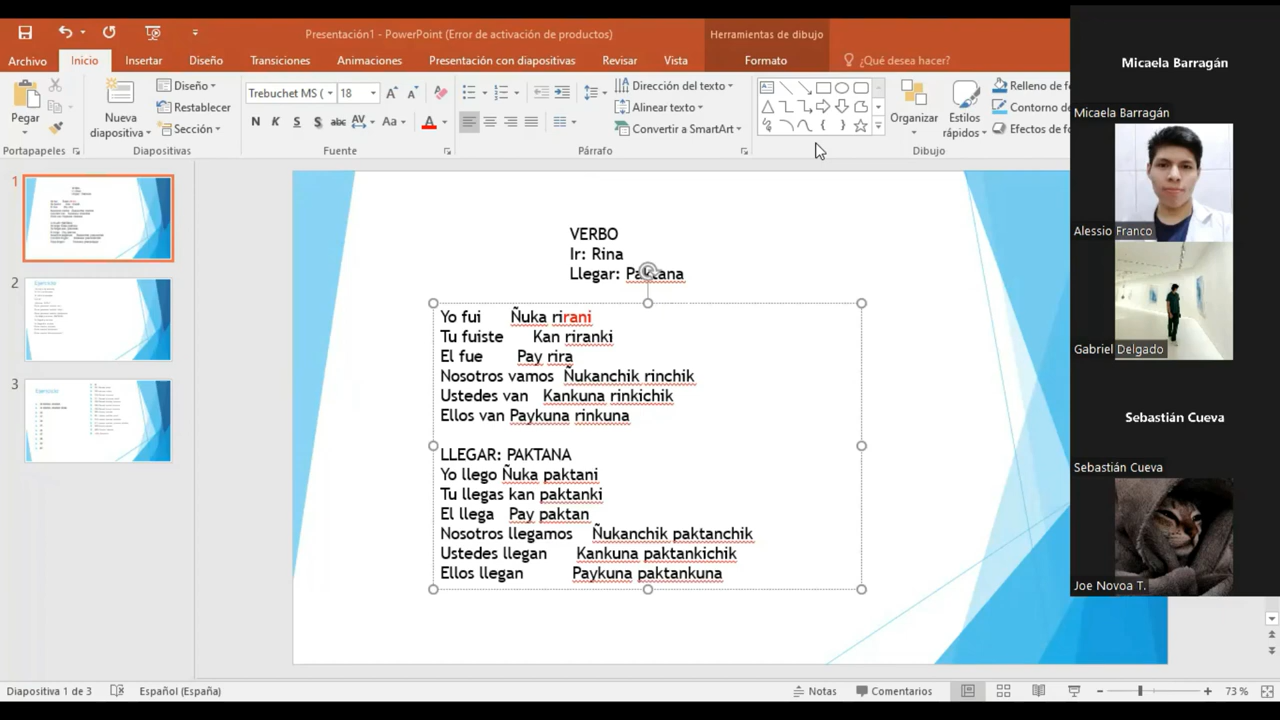 Presentación1 - PowerPoint (Error de activación de productos)
Herramientas de dibujo
Archivo Inicio Insertar Diseño Transiciones Animaciones Presentación con diapositivas Revisar Vista Formato ¿Qué desea hacer?
Pegar
Portapapeles
Nueva diapositiva
Diseño
Restablecer
Sección
Diapositivas
Trebuchet MS ( 18
N K S S abc AV Aa A
Fuente
Dirección del texto
Alinear texto
Convertir a SmartArt
Párrafo
Organizar
Estilos rápidos
Relleno de f
Contorno de
Efectos de f
Dibujo
1
2
3
VERBO
Ir: Rina
Llegar: Paktana
Yo fui Ñuka rirani
Tu fuiste Kan riranki
El fue Pay rira
Nosotros vamos Ñukanchik rinchik
Ustedes van Kankuna rinkichik
Ellos van Paykuna rinkuna
LLEGAR: PAKTANA
Yo llego Ñuka paktani
Tu llegas kan paktanki
El llega Pay paktan
Nosotros llegamos Ñukanchik paktanchik
Ustedes llegan Kankuna paktankichik
Ellos llegan Paykuna paktankuna
Micaela Barragán
Micaela Barragán
Alessio Franco
Gabriel Delgado
Sebastián Cueva
Sebastián Cueva
Joe Novoa T.
Diapositiva 1 de 3 Español (España) Notas Comentarios 73 %